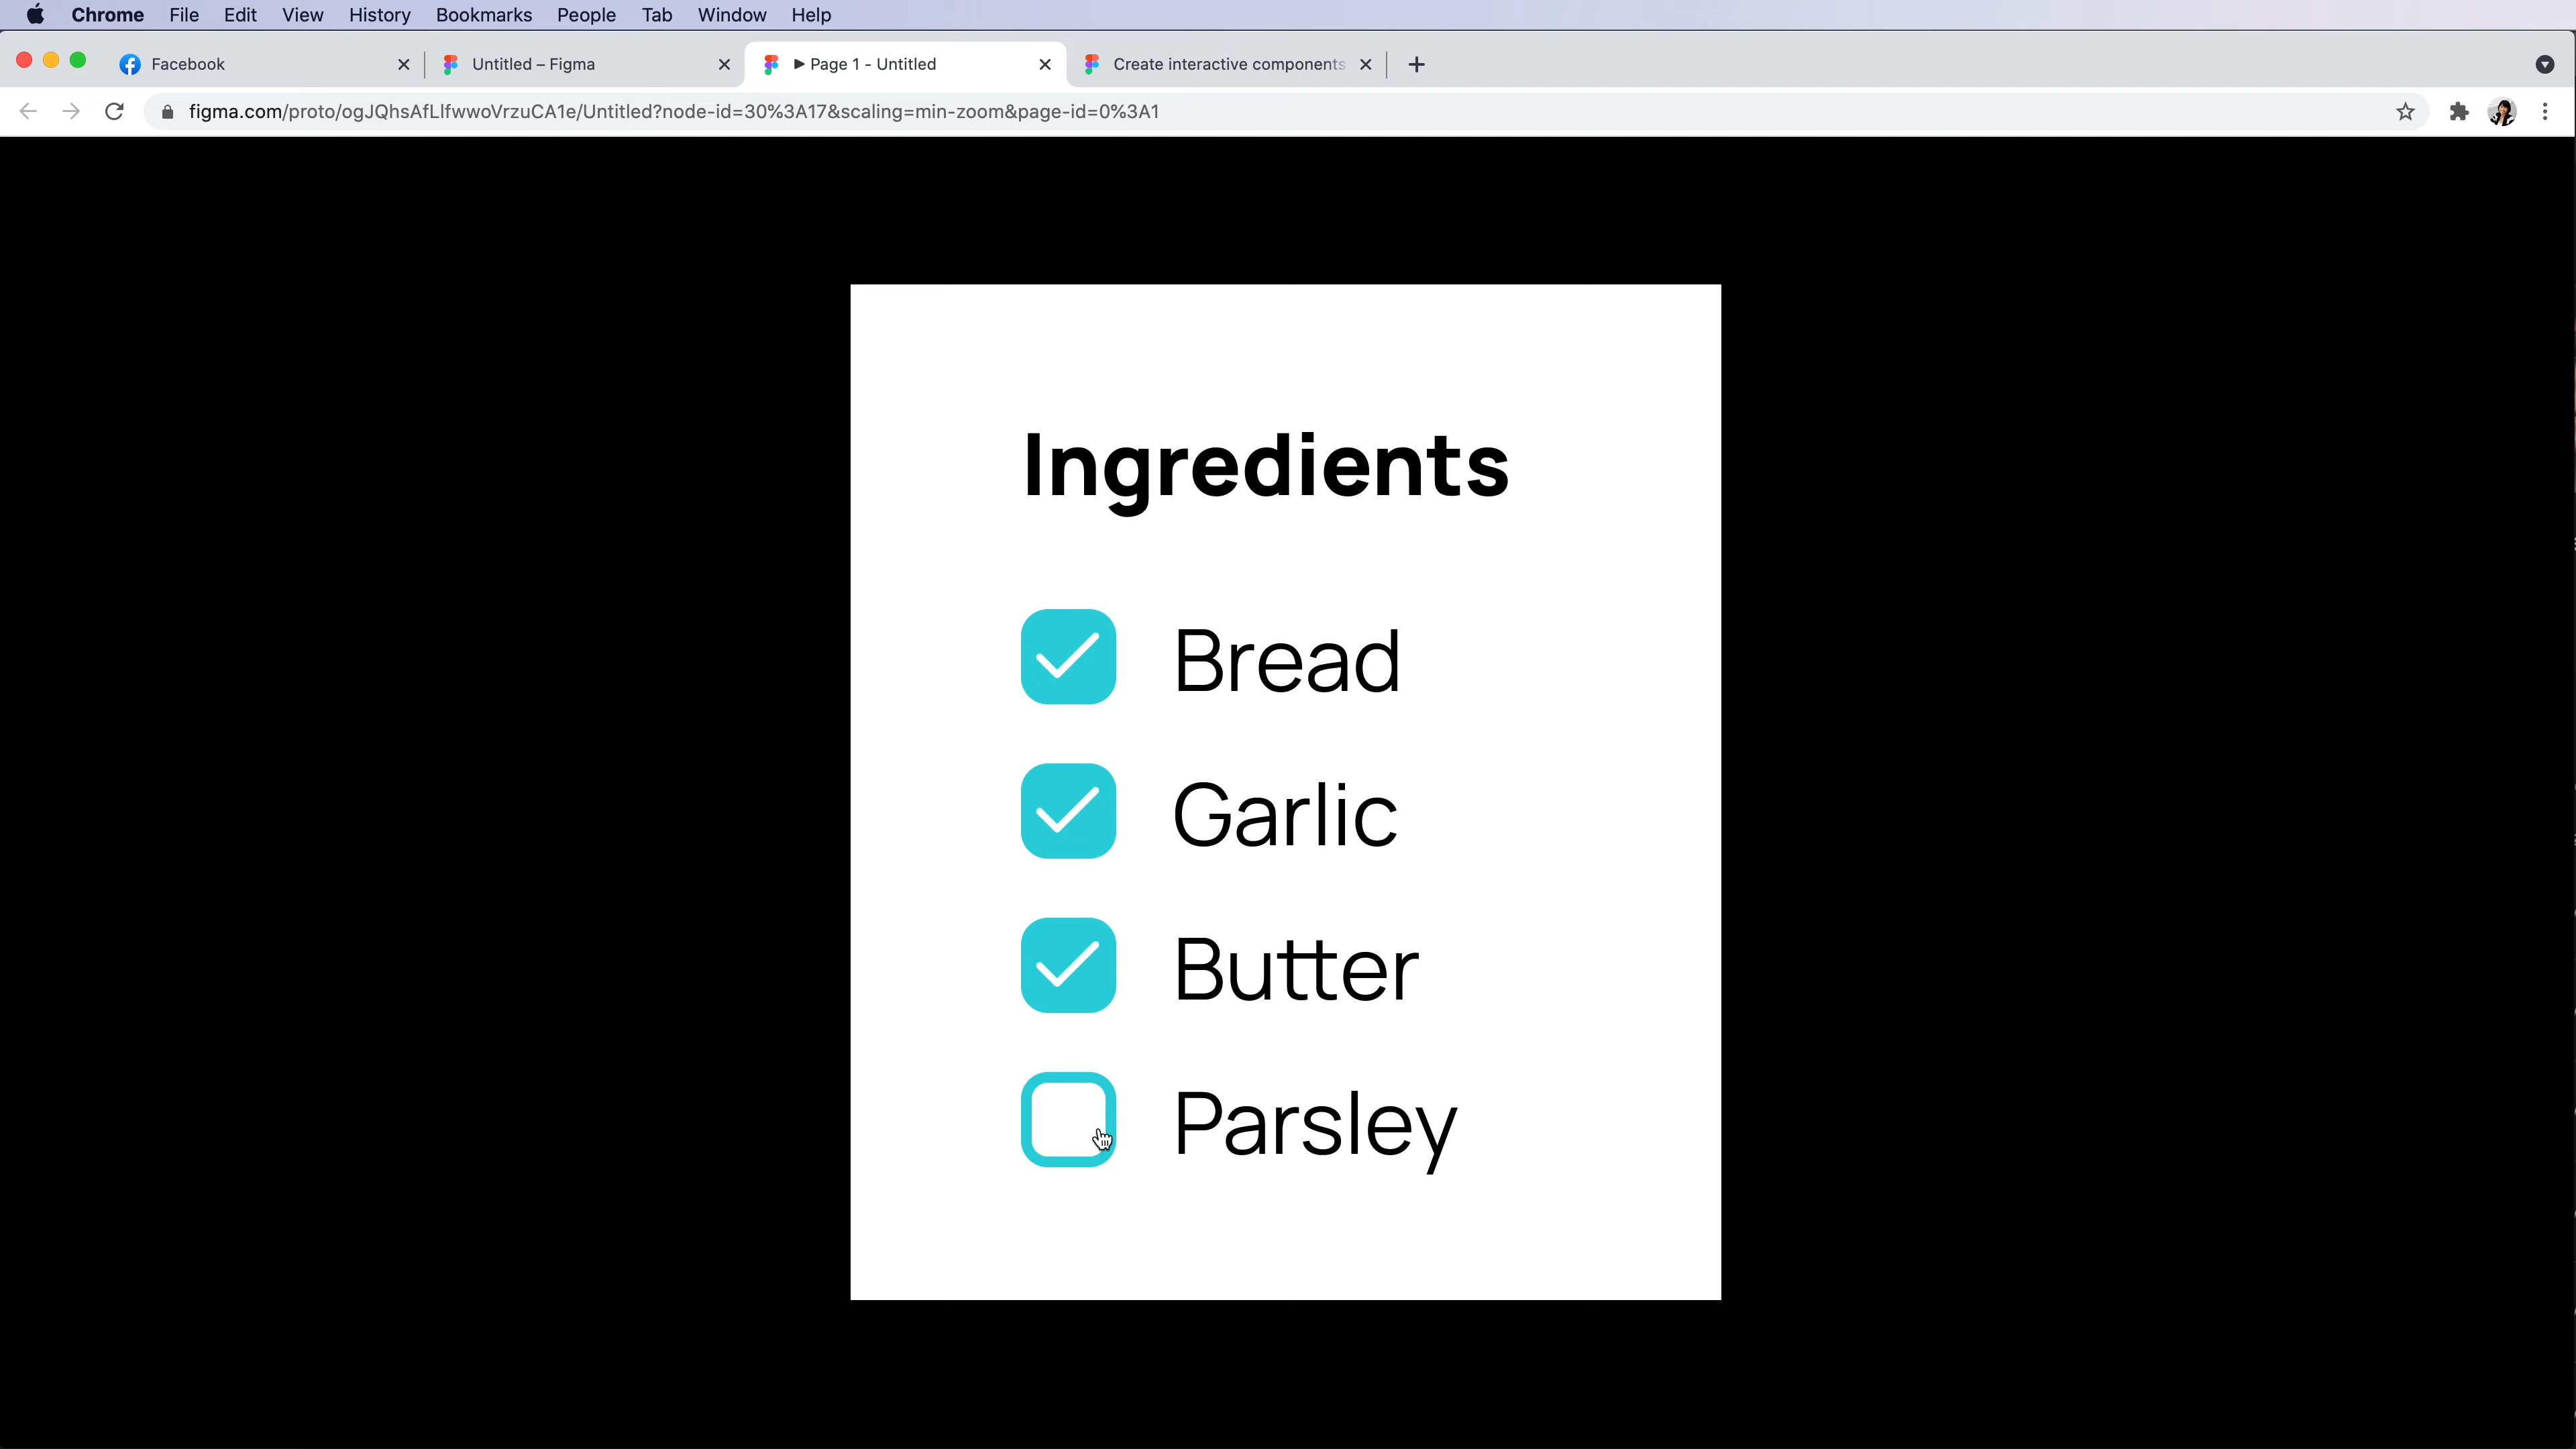 Chrome File Edit View History Bookmarks People Tab Window Help
Facebook Untitled – Figma Page 1 - Untitled Create interactive components
figma.com/proto/ogJQhsAfLlfwwoVrzuCA1e/Untitled?node-id=30%3A17&scaling=min-zoom&page-id=0%3A1
Ingredients
Bread
Garlic
Butter
Parsley